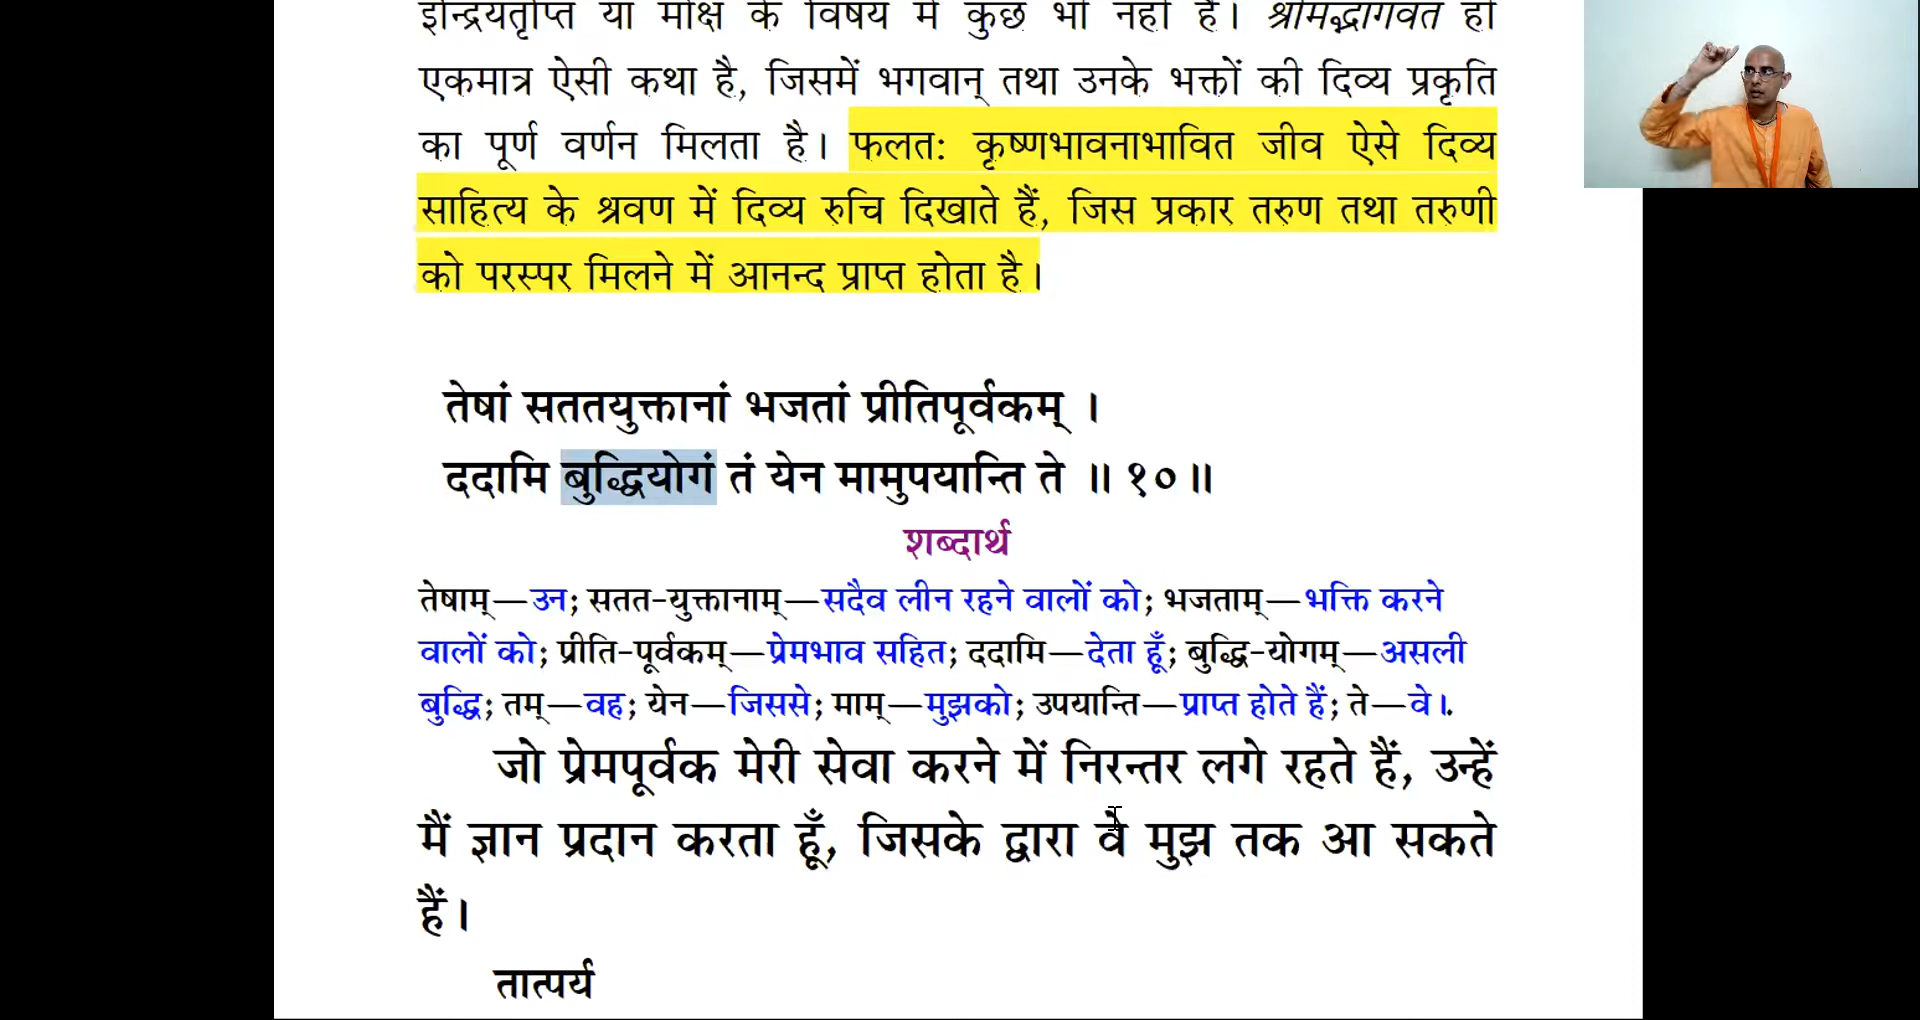 इन्द्रियतृप्ति या मोक्ष के विषय में कुछ भी नहीं है। श्रीमद्भागवत ही
एकमात्र ऐसी कथा है, जिसमें भगवान् तथा उनके भक्तों की दिव्य प्रकृति
का पूर्ण वर्णन मिलता है। फलतः कृष्णभावनाभावित जीव ऐसे दिव्य
साहित्य के श्रवण में दिव्य रुचि दिखाते हैं, जिस प्रकार तरुण तथा तरुणी
को परस्पर मिलने में आनन्द प्राप्त होता है।
तेषां सततयुक्तानां भजतां प्रीतिपूर्वकम् ।
ददामि बुद्धियोगं तं येन मामुपयान्ति ते ॥ १० ॥
शब्दार्थ
तेषाम्—उन; सतत-युक्तानाम्—सदैव लीन रहने वालों को; भजताम्—भक्ति करने
वालों को; प्रीति-पूर्वकम्—प्रेमभाव सहित; ददामि—देता हूँ; बुद्धि-योगम्—असली
बुद्धि; तम्—वह; येन—जिससे; माम्—मुझको; उपयान्ति—प्राप्त होते हैं; ते—वे।.
जो प्रेमपूर्वक मेरी सेवा करने में निरन्तर लगे रहते हैं, उन्हें
मैं ज्ञान प्रदान करता हूँ, जिसके द्वारा वे मुझ तक आ सकते
हैं।
तात्पर्य